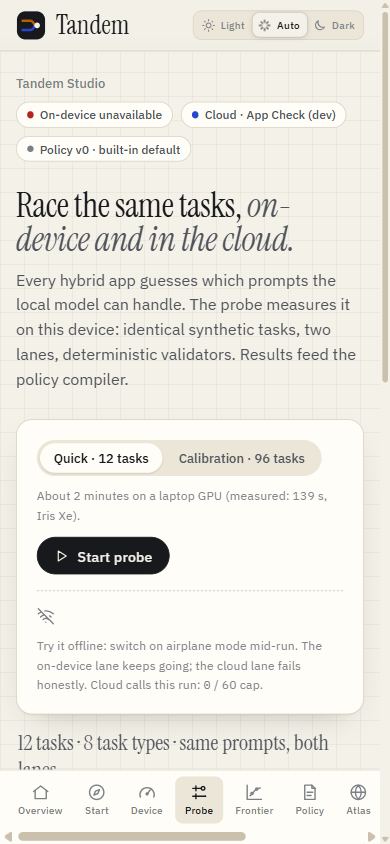 Tandem
Light
Auto
Dark
Tandem Studio
On-device unavailable
Cloud · App Check (dev)
Policy v0 · built-in default
Race the same tasks, on-
device and in the cloud.
Every hybrid app guesses which prompts the
local model can handle. The probe measures it
on this device: identical synthetic tasks, two
lanes, deterministic validators. Results feed the
policy compiler.
Quick · 12 tasks
Calibration · 96 tasks
About 2 minutes on a laptop GPU (measured: 139 s,
Iris Xe).
Start probe
Try it offline: switch on airplane mode mid-run. The
on-device lane keeps going; the cloud lane fails
honestly. Cloud calls this run: 0 / 60 cap.
12 tasks · 8 task types · same prompts, both
lanes
Overview
Start
Device
Probe
Frontier
Policy
Atlas